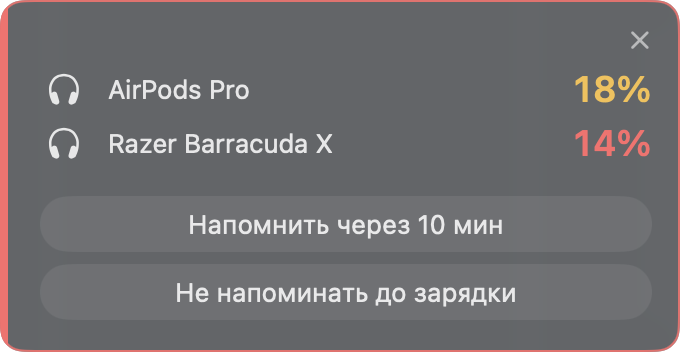 AirPods Pro 18%
Razer Barracuda X 14%
Напомнить через 10 мин
Не напоминать до зарядки